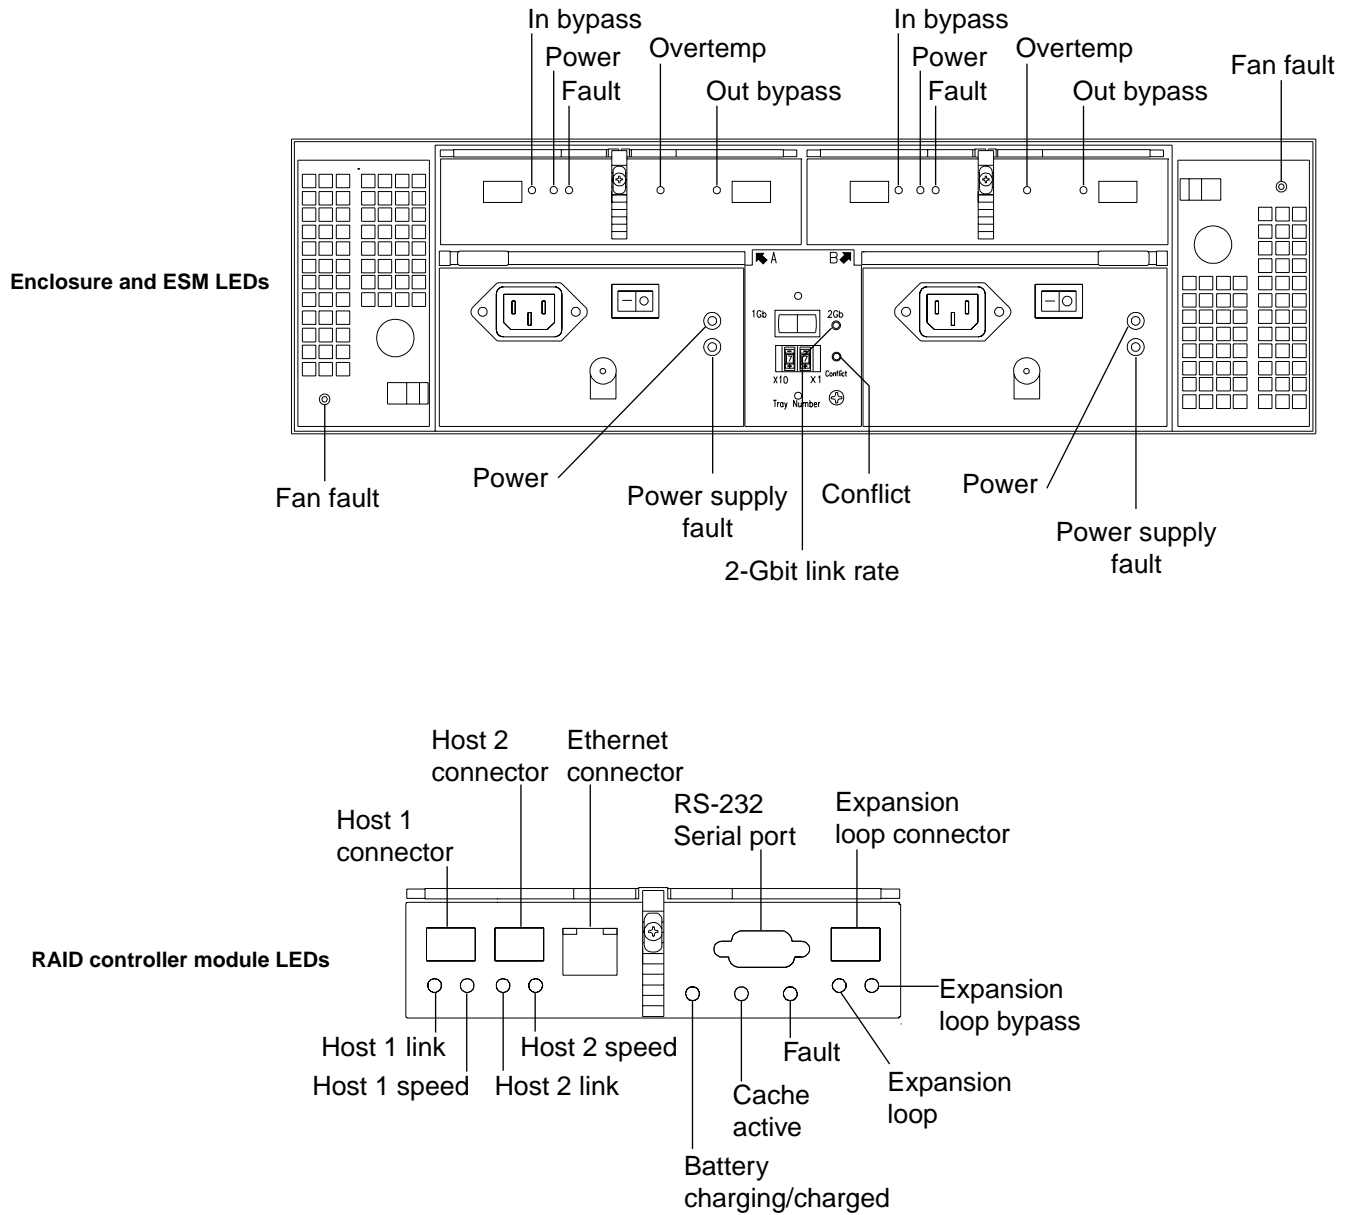 In bypass
Power
Fault
Overtemp
Out bypass
In bypass
Power
Fault
Overtemp
Out bypass
Fan fault
Enclosure and ESM LEDs
A
B
1Gb
2Gb
X10
X1
Conflict
Tray Number
Fan fault
Power
Power supply
fault
2-Gbit link rate
Conflict
Power
Power supply
fault
Host 2
connector
Ethernet
connector
Host 1
connector
RS-232
Serial port
Expansion
loop connector
RAID controller module LEDs
Host 1 link
Host 1 speed
Host 2 speed
Host 2 link
Fault
Cache
active
Battery
charging/charged
Expansion
loop
Expansion
loop bypass